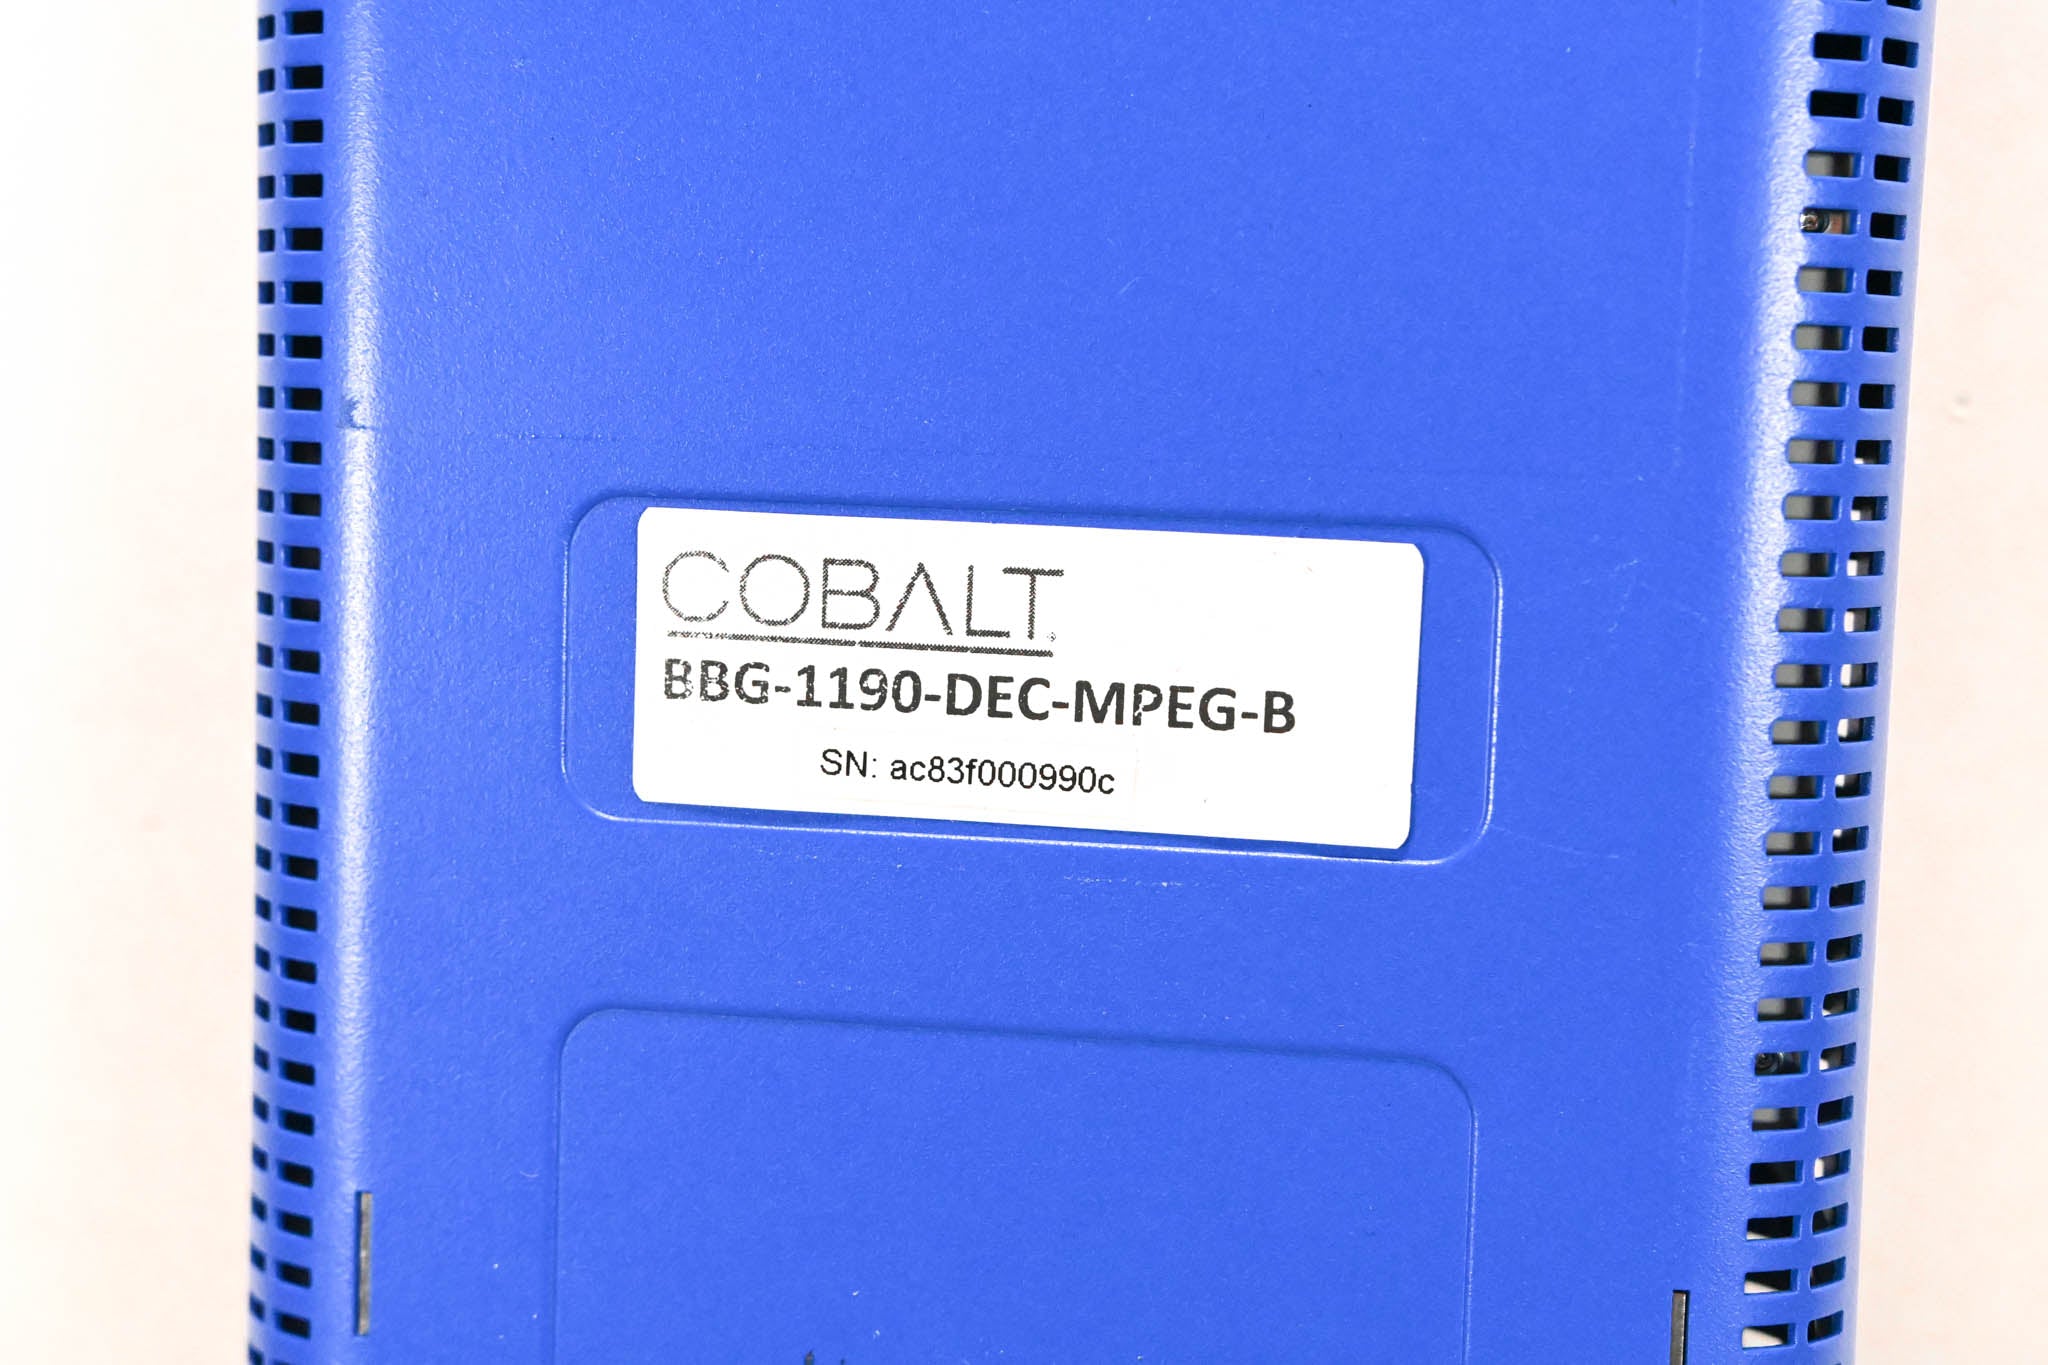 COBALT
BBG-1190-DEC-MPEG-B
SN: ac83f000990c